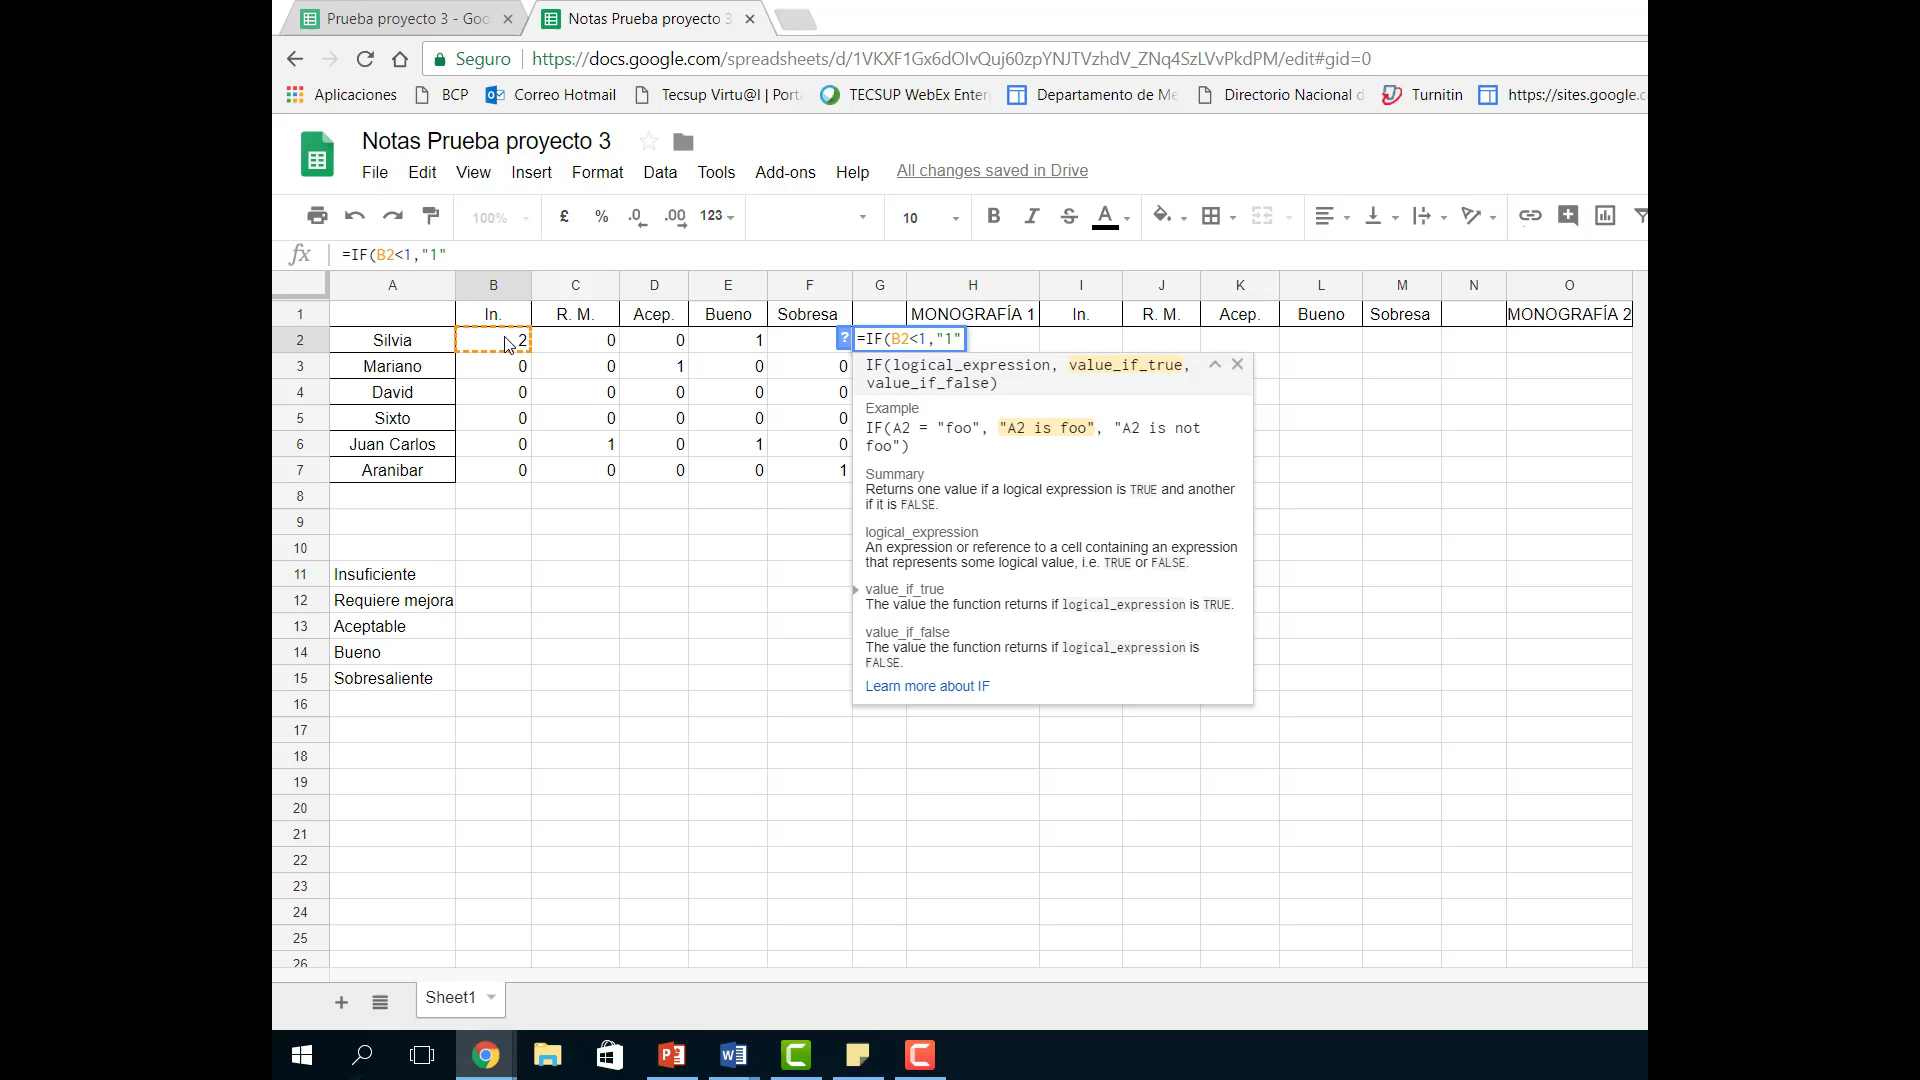 Prueba proyecto 3 - Goo
Notas Prueba proyecto 3
Seguro
https://docs.google.com/spreadsheets/d/1VKXF1Gx6dOIvQuj60zpYNJTVzhdV_ZNq4SzLVvPkdPM/edit#gid=0
Aplicaciones BCP Correo Hotmail Tecsup Virtu@l | Porta TECSUP WebEx Enter Departamento de Me Directorio Nacional d Turnitin https://sites.google.c
Notas Prueba proyecto 3
File Edit View Insert Format Data Tools Add-ons Help All changes saved in Drive
100% £ % .0 .00 123 10 B I S A
fx =IF(B2<1,"1"
A B C D E F G H I J K L M N O
1 In. R. M. Acep. Bueno Sobresa MONOGRAFÍA 1 In. R. M. Acep. Bueno Sobresa MONOGRAFÍA 2
2 Silvia 2 0 0 1 ? =IF(B2<1,"1"
3 Mariano 0 0 1 0 0
4 David 0 0 0 0 0
5 Sixto 0 0 0 0 0
6 Juan Carlos 0 1 0 1 0
7 Aranibar 0 0 0 0 1
IF(logical_expression, value_if_true,
value_if_false)
Example
IF(A2 = "foo", "A2 is foo", "A2 is not
foo")
Summary
Returns one value if a logical expression is TRUE and another
if it is FALSE.
logical_expression
An expression or reference to a cell containing an expression
that represents some logical value, i.e. TRUE or FALSE.
value_if_true
The value the function returns if logical_expression is TRUE.
value_if_false
The value the function returns if logical_expression is
FALSE.
Learn more about IF
8
9
10
11 Insuficiente
12 Requiere mejora
13 Aceptable
14 Bueno
15 Sobresaliente
16
17
18
19
20
21
22
23
24
25
26
Sheet1